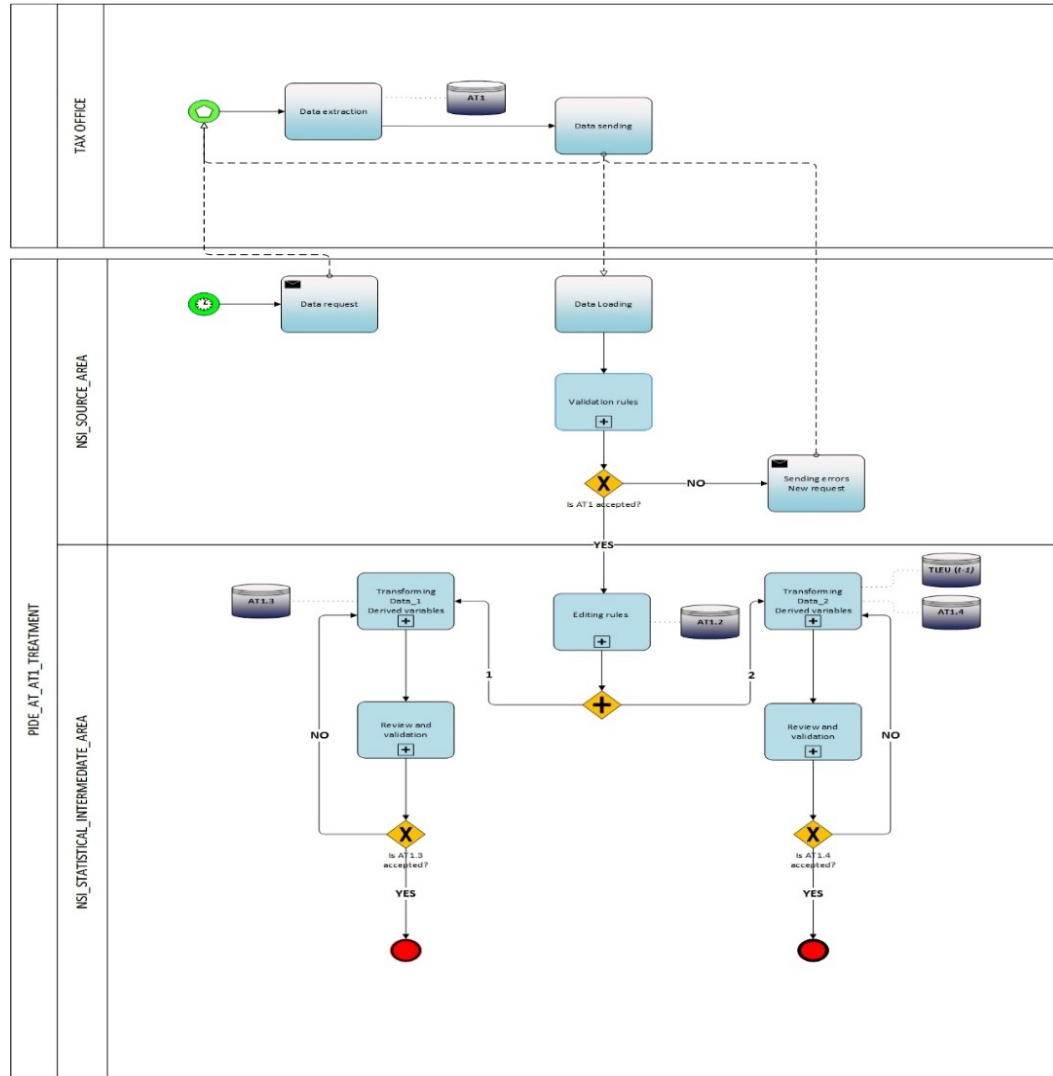 TAX OFFICE
Data extraction
AT1
Data sending
PIDE_AT_AT1_TREATMENT
NSI_SOURCE_AREA
Data request
Data Loading
Validation rules
Is AT1 accepted?
NO
Sending errors
New request
YES
NSI_STATISTICAL_INTERMEDIATE_AREA
AT1.3
Transforming
Data_1
Derived variables
Editing rules
AT1.2
Transforming
Data_2
Derived variables
TLEU (t-1)
AT1.4
1
2
Review and
validation
Review and
validation
NO
NO
Is AT1.3
accepted?
Is AT1.4
accepted?
YES
YES